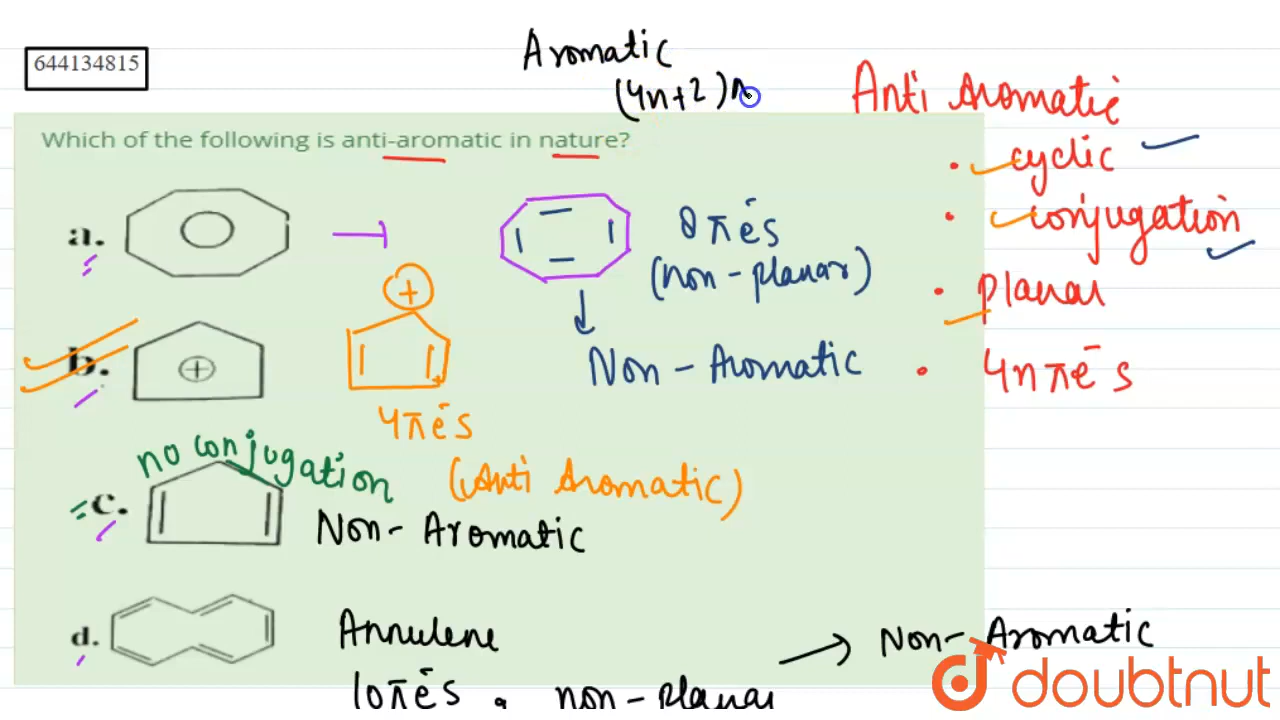 Aromatic
644134815
(4n+2)π
Anti Aromatic
Which of the following is anti-aromatic in nature?
• cyclic
a.
8πe̅s
• conjugation
(non-planar)
+
• planar
b.
+
Non-Aromatic
• 4nπe̅s
+
4πe̅s
no conjugation
(Anti Aromatic)
c.
Non-Aromatic
d.
Annulene
→ Non-Aromatic
10πe̅s, non-planar
doubtnut